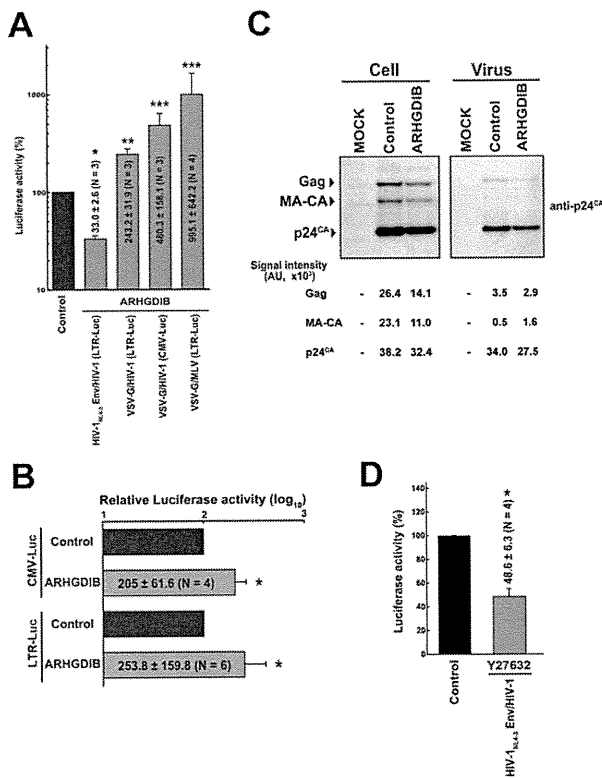 A
Luciferase activity (%)
1000
100
10
33.0 ± 2.6 (N = 3) *
243.2 ± 31.9 (N = 3)
**
480.3 ± 158.1 (N = 3)
***
995.1 ± 642.2 (N = 4)
***
Control
ARHGDIB
HIV-1NL4-3 Env/HIV-1 (LTR-Luc)
VSV-G/HIV-1 (LTR-Luc)
VSV-G/HIV-1 (CMV-Luc)
VSV-G/MLV (LTR-Luc)
B
Relative Luciferase activity (log10)
1 2 3
CMV-Luc
Control
ARHGDIB 205 ± 61.6 (N = 4) *
LTR-Luc
Control
ARHGDIB 253.8 ± 159.8 (N = 6) *
C
Cell Virus
MOCK Control ARHGDIB MOCK Control ARHGDIB
Gag
MA-CA
p24CA
anti-p24CA
Signal intensity
(AU, x10³)
Gag - 26.4 14.1 - 3.5 2.9
MA-CA - 23.1 11.0 - 0.5 1.6
p24CA - 38.2 32.4 - 34.0 27.5
D
Luciferase activity (%)
140
120
100
80
60
40
20
0
48.6 ± 6.3 (N = 4) *
Control
Y27632
HIV-1NL4-3 Env/HIV-1